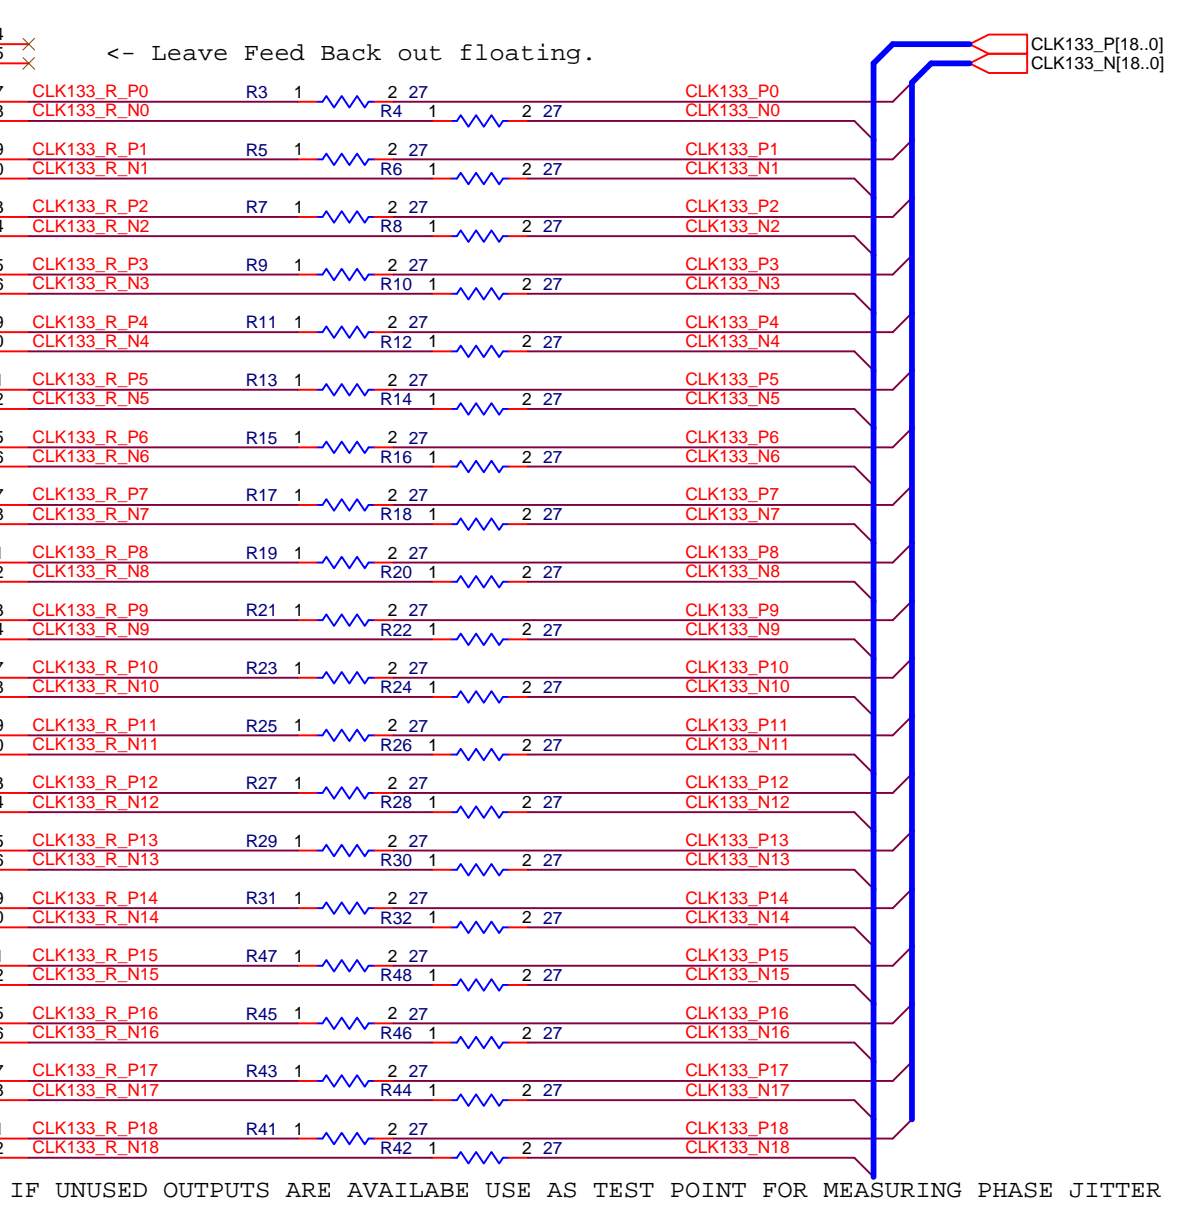 <- Leave Feed Back out floating.
CLK133_P[18..0]
CLK133_N[18..0]
CLK133_R_P0 R3 1 2 27 CLK133_P0
CLK133_R_N0 R4 1 2 27 CLK133_N0
CLK133_R_P1 R5 1 2 27 CLK133_P1
CLK133_R_N1 R6 1 2 27 CLK133_N1
CLK133_R_P2 R7 1 2 27 CLK133_P2
CLK133_R_N2 R8 1 2 27 CLK133_N2
CLK133_R_P3 R9 1 2 27 CLK133_P3
CLK133_R_N3 R10 1 2 27 CLK133_N3
CLK133_R_P4 R11 1 2 27 CLK133_P4
CLK133_R_N4 R12 1 2 27 CLK133_N4
CLK133_R_P5 R13 1 2 27 CLK133_P5
CLK133_R_N5 R14 1 2 27 CLK133_N5
CLK133_R_P6 R15 1 2 27 CLK133_P6
CLK133_R_N6 R16 1 2 27 CLK133_N6
CLK133_R_P7 R17 1 2 27 CLK133_P7
CLK133_R_N7 R18 1 2 27 CLK133_N7
CLK133_R_P8 R19 1 2 27 CLK133_P8
CLK133_R_N8 R20 1 2 27 CLK133_N8
CLK133_R_P9 R21 1 2 27 CLK133_P9
CLK133_R_N9 R22 1 2 27 CLK133_N9
CLK133_R_P10 R23 1 2 27 CLK133_P10
CLK133_R_N10 R24 1 2 27 CLK133_N10
CLK133_R_P11 R25 1 2 27 CLK133_P11
CLK133_R_N11 R26 1 2 27 CLK133_N11
CLK133_R_P12 R27 1 2 27 CLK133_P12
CLK133_R_N12 R28 1 2 27 CLK133_N12
CLK133_R_P13 R29 1 2 27 CLK133_P13
CLK133_R_N13 R30 1 2 27 CLK133_N13
CLK133_R_P14 R31 1 2 27 CLK133_P14
CLK133_R_N14 R32 1 2 27 CLK133_N14
CLK133_R_P15 R47 1 2 27 CLK133_P15
CLK133_R_N15 R48 1 2 27 CLK133_N15
CLK133_R_P16 R45 1 2 27 CLK133_P16
CLK133_R_N16 R46 1 2 27 CLK133_N16
CLK133_R_P17 R43 1 2 27 CLK133_P17
CLK133_R_N17 R44 1 2 27 CLK133_N17
CLK133_R_P18 R41 1 2 27 CLK133_P18
CLK133_R_N18 R42 1 2 27 CLK133_N18
IF UNUSED OUTPUTS ARE AVAILABE USE AS TEST POINT FOR MEASURING PHASE JITTER